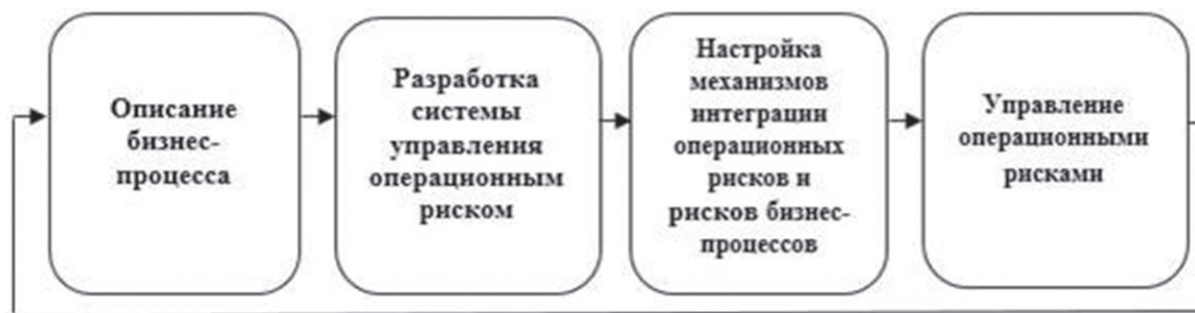 Описание
бизнес-
процесса
Разработка
системы
управления
операционным
риском
Настройка
механизмов
интеграции
операционных
рисков и
рисков бизнес-
процессов
Управление
операционными
рисками